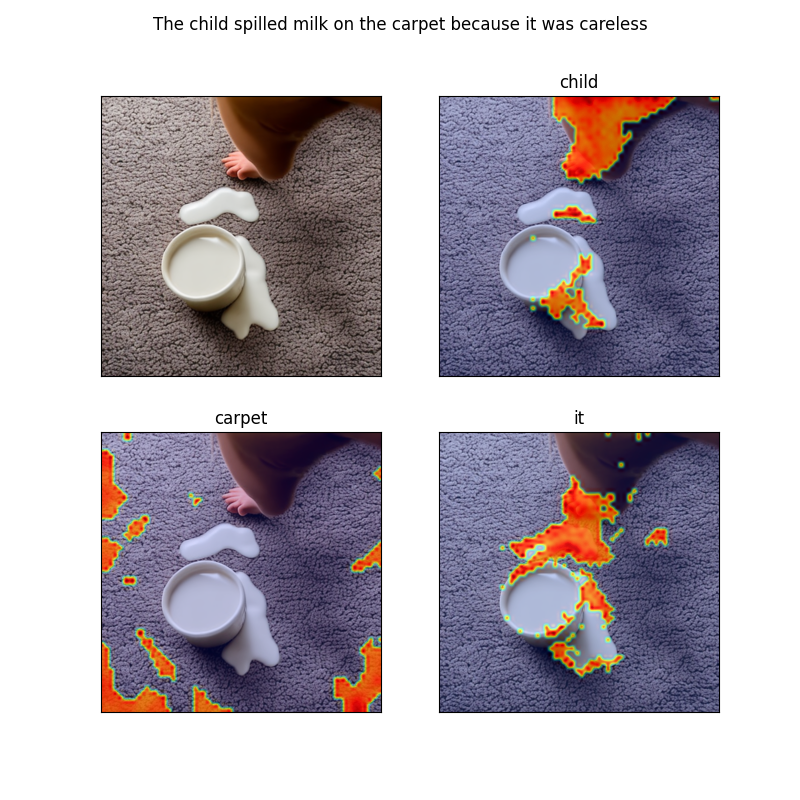 The child spilled milk on the carpet because it was careless
child
carpet
it